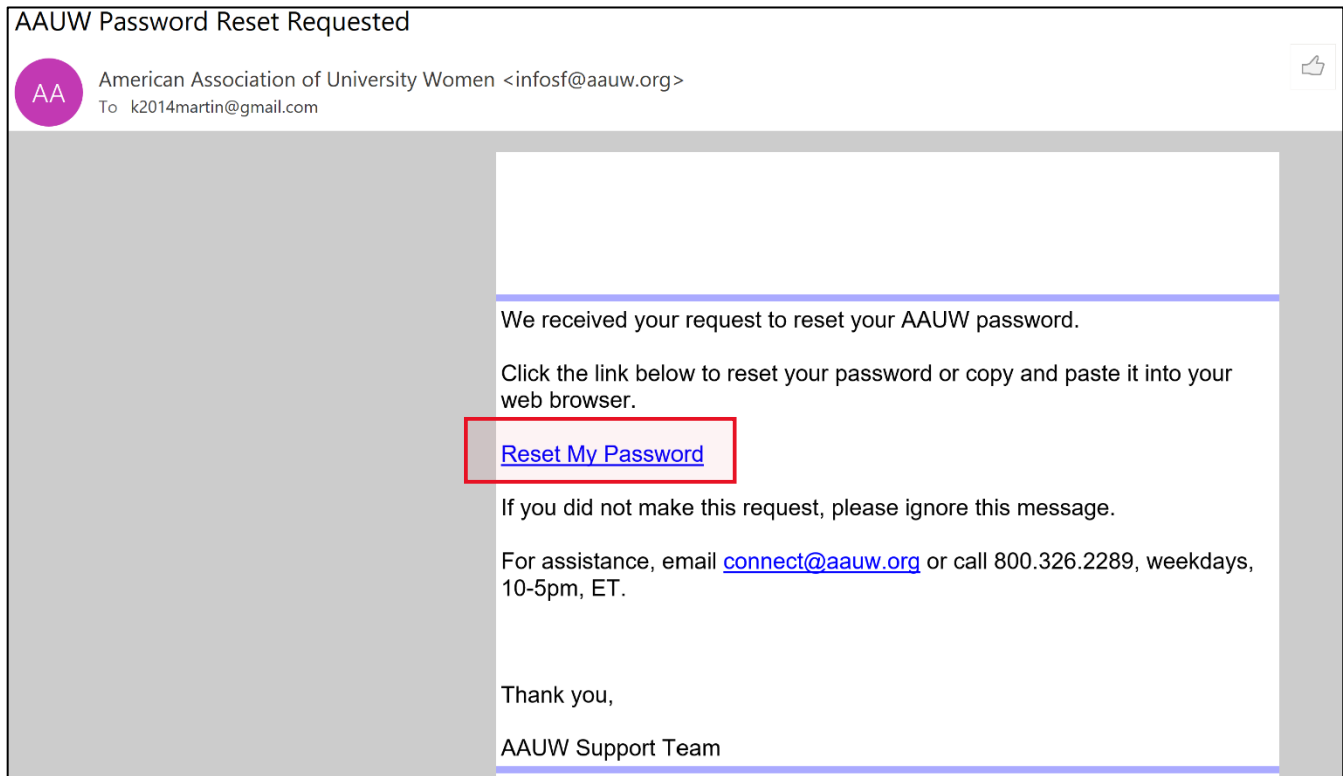 AAUW Password Reset Requested
AA
American Association of University Women <infosf@aauw.org>
To k2014martin@gmail.com
We received your request to reset your AAUW password.
Click the link below to reset your password or copy and paste it into your
web browser.
Reset My Password
If you did not make this request, please ignore this message.
For assistance, email connect@aauw.org or call 800.326.2289, weekdays,
10-5pm, ET.
Thank you,
AAUW Support Team